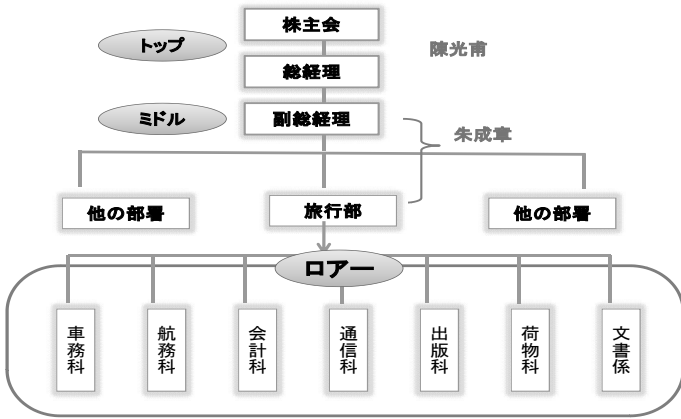 株主会
トップ
陳光甫
総経理
ミドル
副総経理
朱成章
他の部署
旅行部
他の部署
ロアー
車務科
航務科
会計科
通信科
出版科
荷物科
文書係